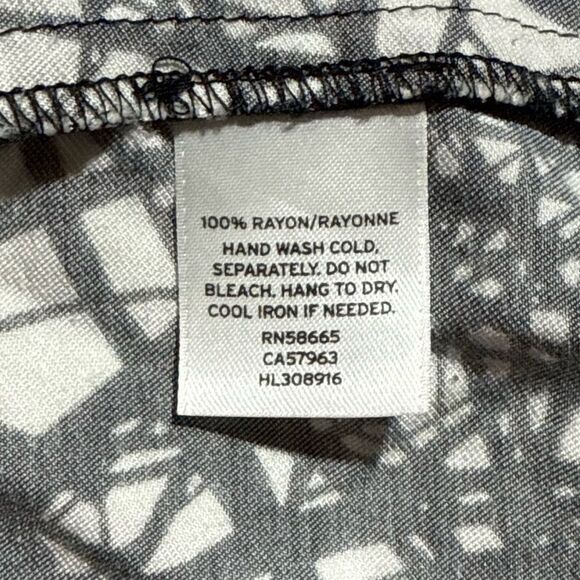 100% RAYON/RAYONNE
HAND WASH COLD.
SEPARATELY. DO NOT
BLEACH. HANG TO DRY.
COOL IRON IF NEEDED.
RN58665
CA57963
HL308916